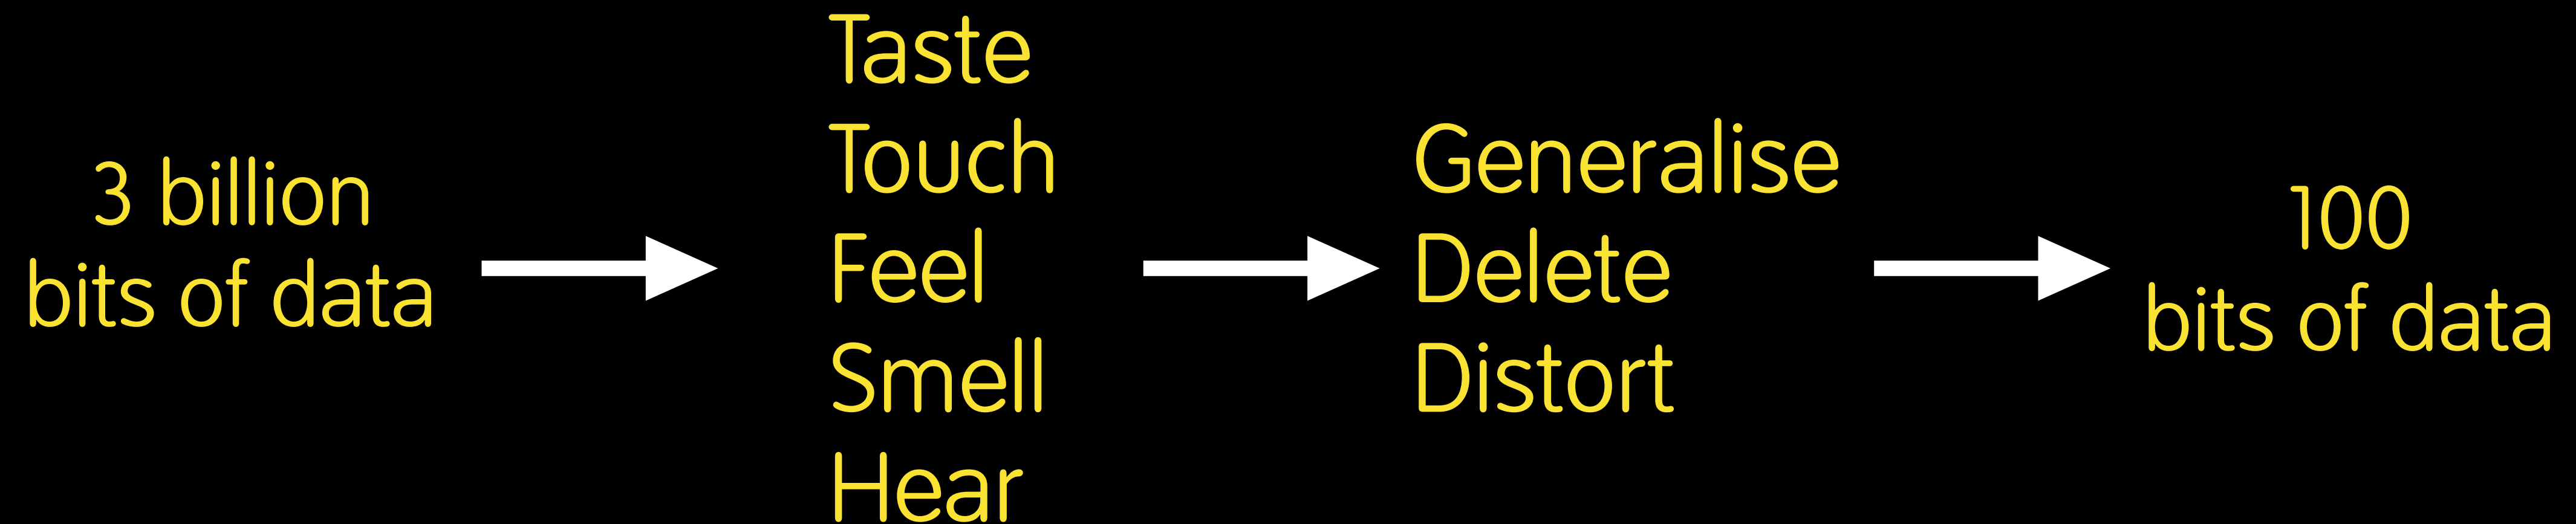 3 billion
bits of data
Taste
Touch
Feel
Smell
Hear
Generalise
Delete
Distort
100
bits of data